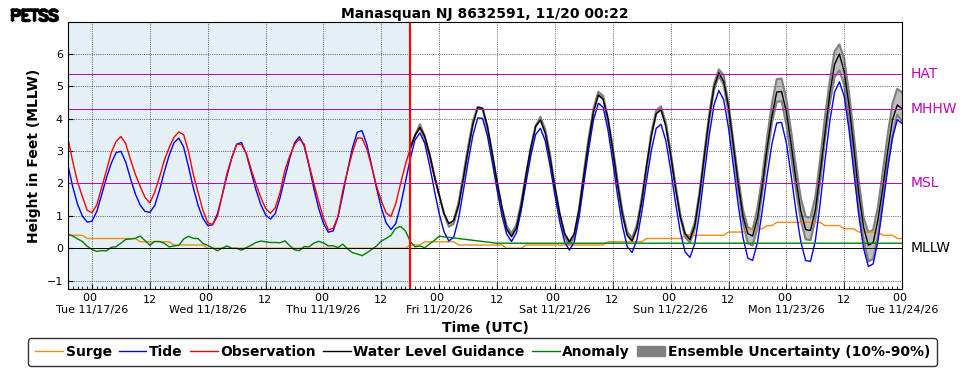 PETSS
Manasquan NJ 8632591, 11/20 00:22
Height in Feet (MLLW)
6
5
4
3
2
1
0
−1
HAT
MHHW
MSL
MLLW
00 12 00 12 00 12 00 12 00 12 00 12 00 12 00
Tue 11/17/26 Wed 11/18/26 Thu 11/19/26 Fri 11/20/26 Sat 11/21/26 Sun 11/22/26 Mon 11/23/26 Tue 11/24/26
Time (UTC)
Surge Tide Observation Water Level Guidance Anomaly Ensemble Uncertainty (10%-90%)